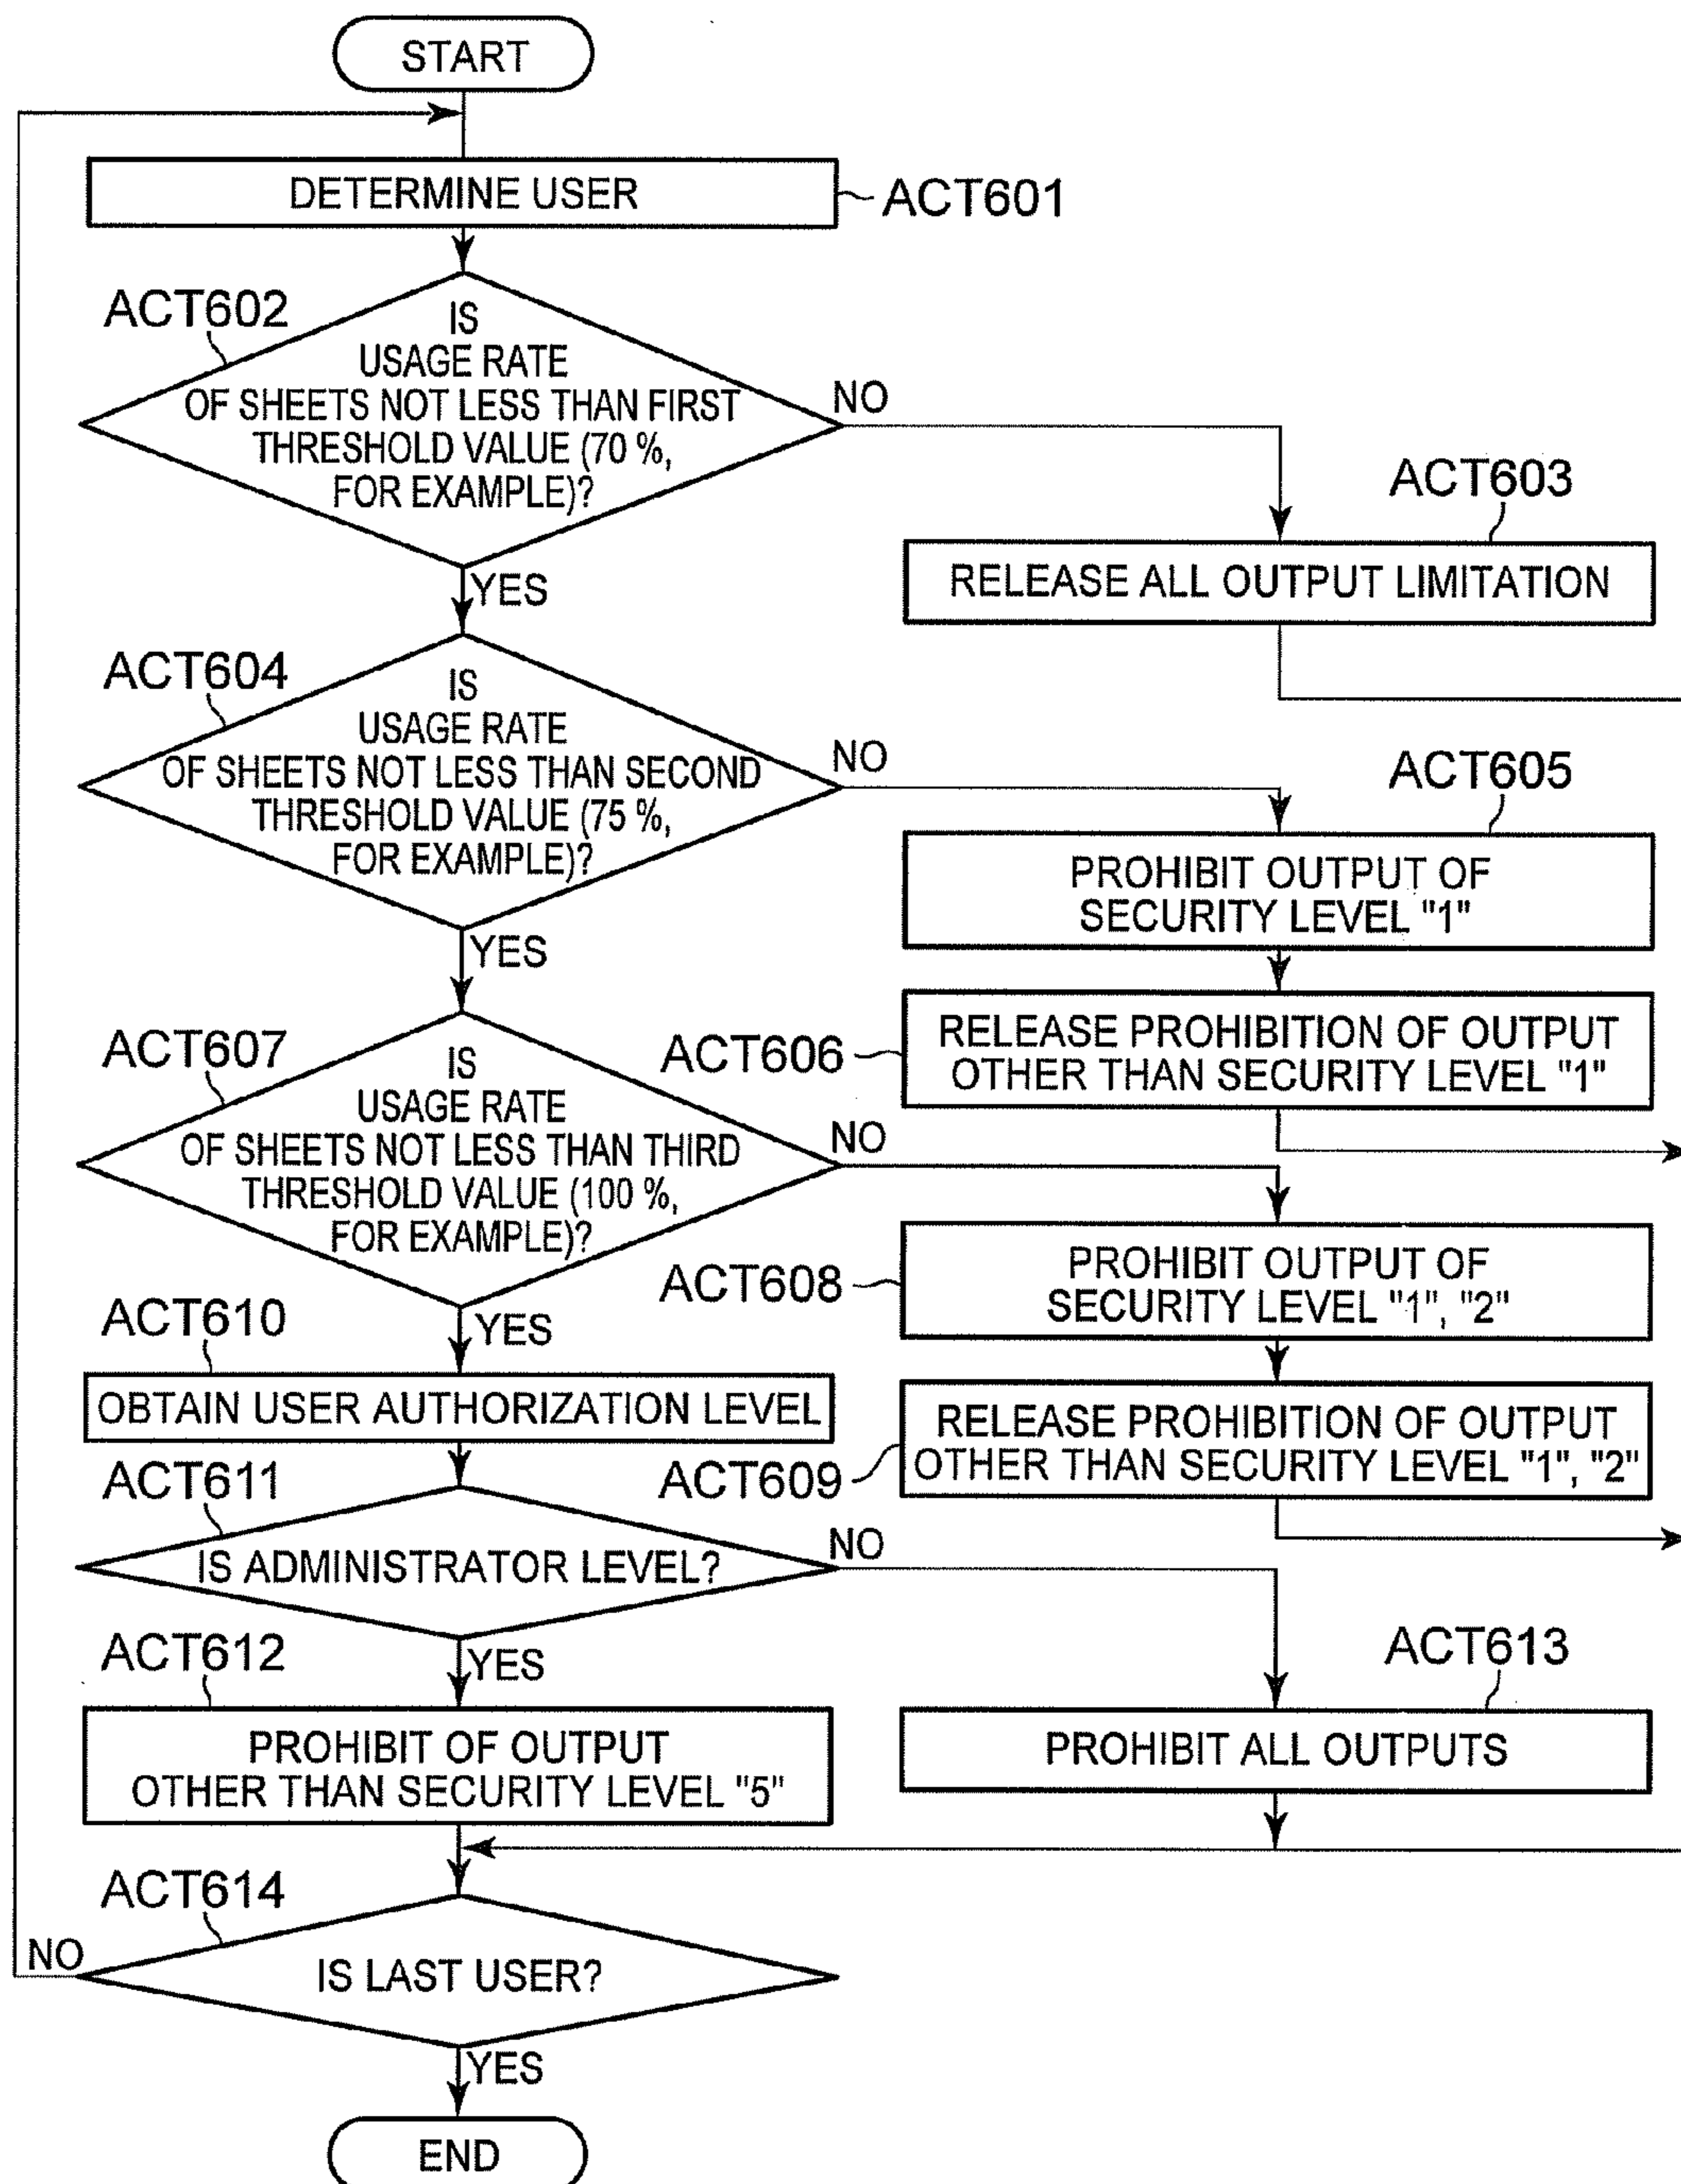 START
DETERMINE USER
ACT601
ACT602
IS
USAGE RATE
OF SHEETS NOT LESS THAN FIRST
THRESHOLD VALUE (70 %,
FOR EXAMPLE)?
NO
YES
ACT603
RELEASE ALL OUTPUT LIMITATION
ACT604
IS
USAGE RATE
OF SHEETS NOT LESS THAN SECOND
THRESHOLD VALUE (75 %,
FOR EXAMPLE)?
NO
YES
ACT605
PROHIBIT OUTPUT OF
SECURITY LEVEL "1"
ACT606
RELEASE PROHIBITION OF OUTPUT
OTHER THAN SECURITY LEVEL "1"
ACT607
IS
USAGE RATE
OF SHEETS NOT LESS THAN THIRD
THRESHOLD VALUE (100 %,
FOR EXAMPLE)?
NO
YES
ACT608
PROHIBIT OUTPUT OF
SECURITY LEVEL "1", "2"
ACT609
RELEASE PROHIBITION OF OUTPUT
OTHER THAN SECURITY LEVEL "1", "2"
ACT610
OBTAIN USER AUTHORIZATION LEVEL
ACT611
IS ADMINISTRATOR LEVEL?
NO
YES
ACT612
PROHIBIT OF OUTPUT
OTHER THAN SECURITY LEVEL "5"
ACT613
PROHIBIT ALL OUTPUTS
ACT614
IS LAST USER?
NO
YES
END